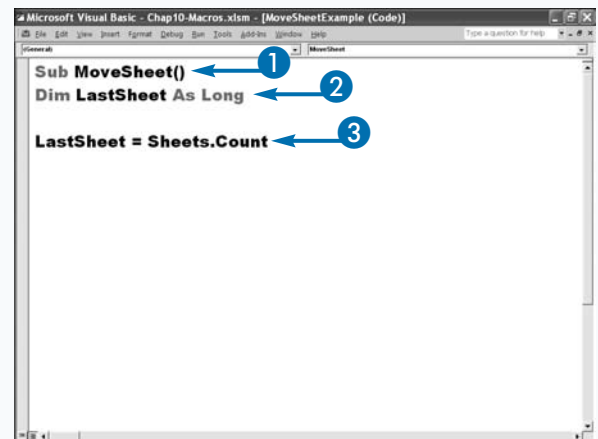 Microsoft Visual Basic - Chap10-Macros.xlsm - [MoveSheetExample (Code)]
File Edit View Insert Format Debug Run Tools Add-Ins Window Help Type a question for help
(General) MoveSheet
Sub MoveSheet() 1
Dim LastSheet As Long 2
LastSheet = Sheets.Count 3